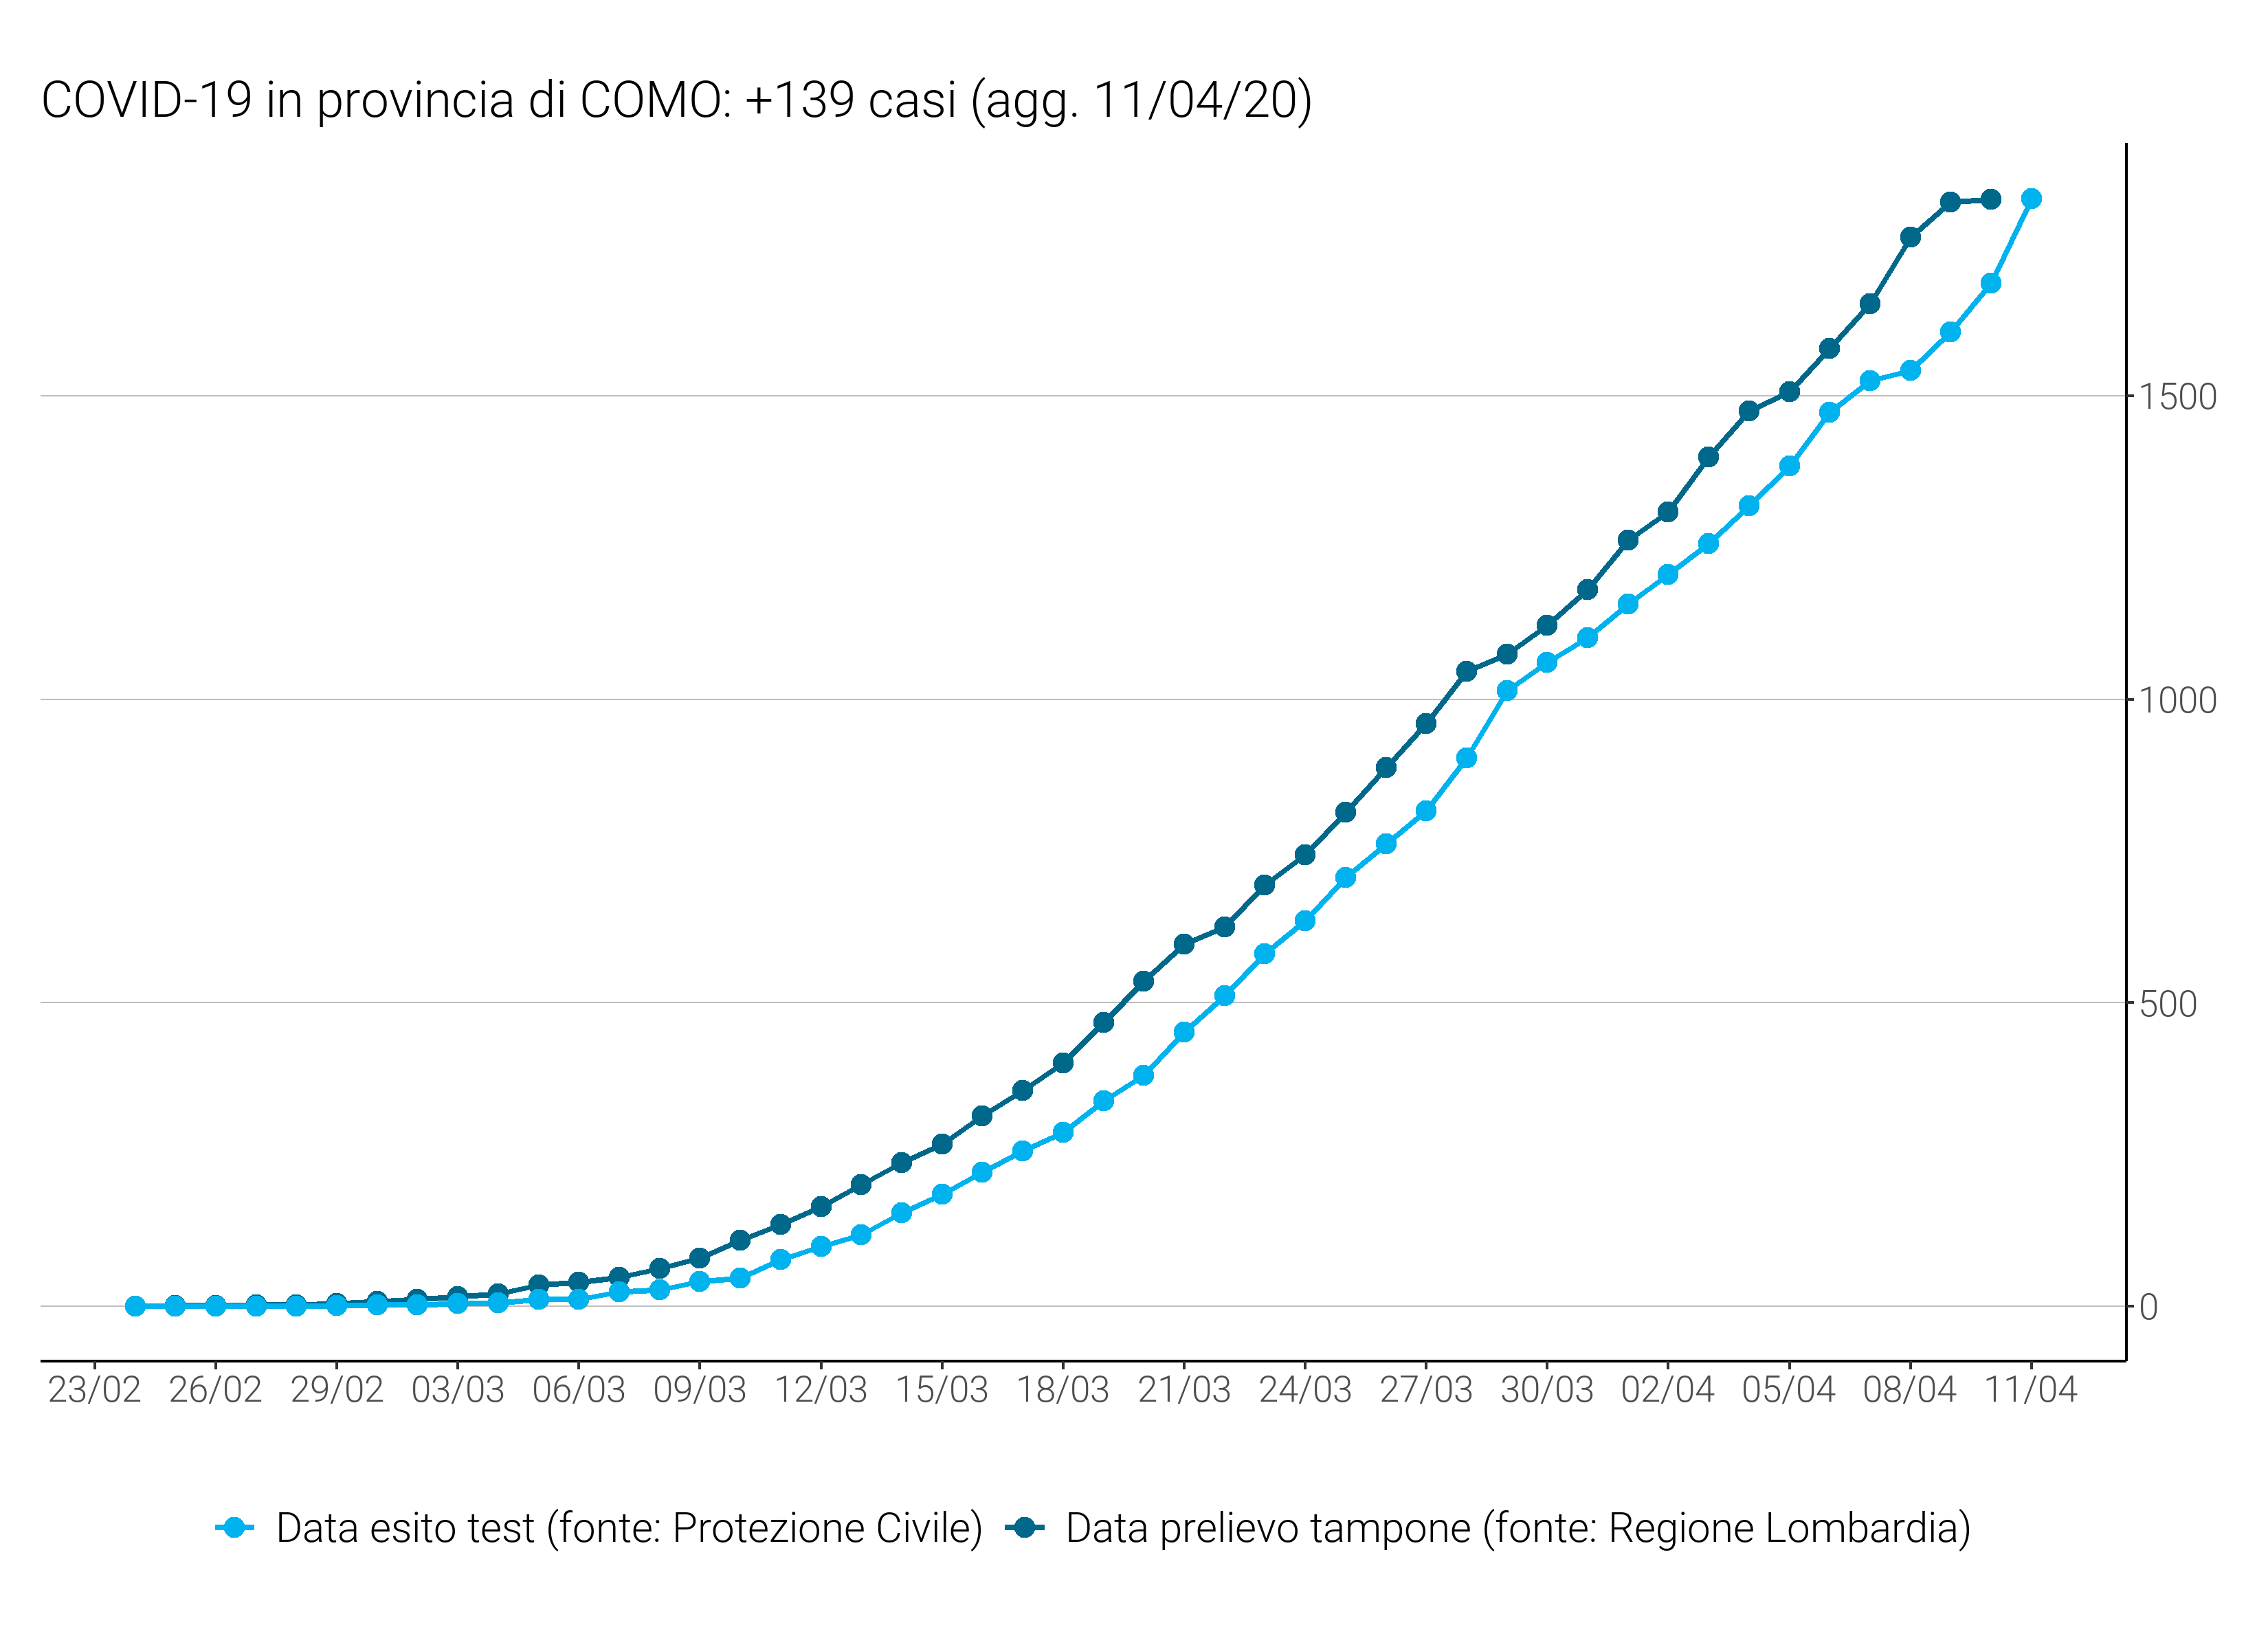 COVID-19 in provincia di COMO: +139 casi (agg. 11/04/20)
1500
1000
500
0
23/02 26/02 29/02 03/03 06/03 09/03 12/03 15/03 18/03 21/03 24/03 27/03 30/03 02/04 05/04 08/04 11/04
Data esito test (fonte: Protezione Civile) Data prelievo tampone (fonte: Regione Lombardia)